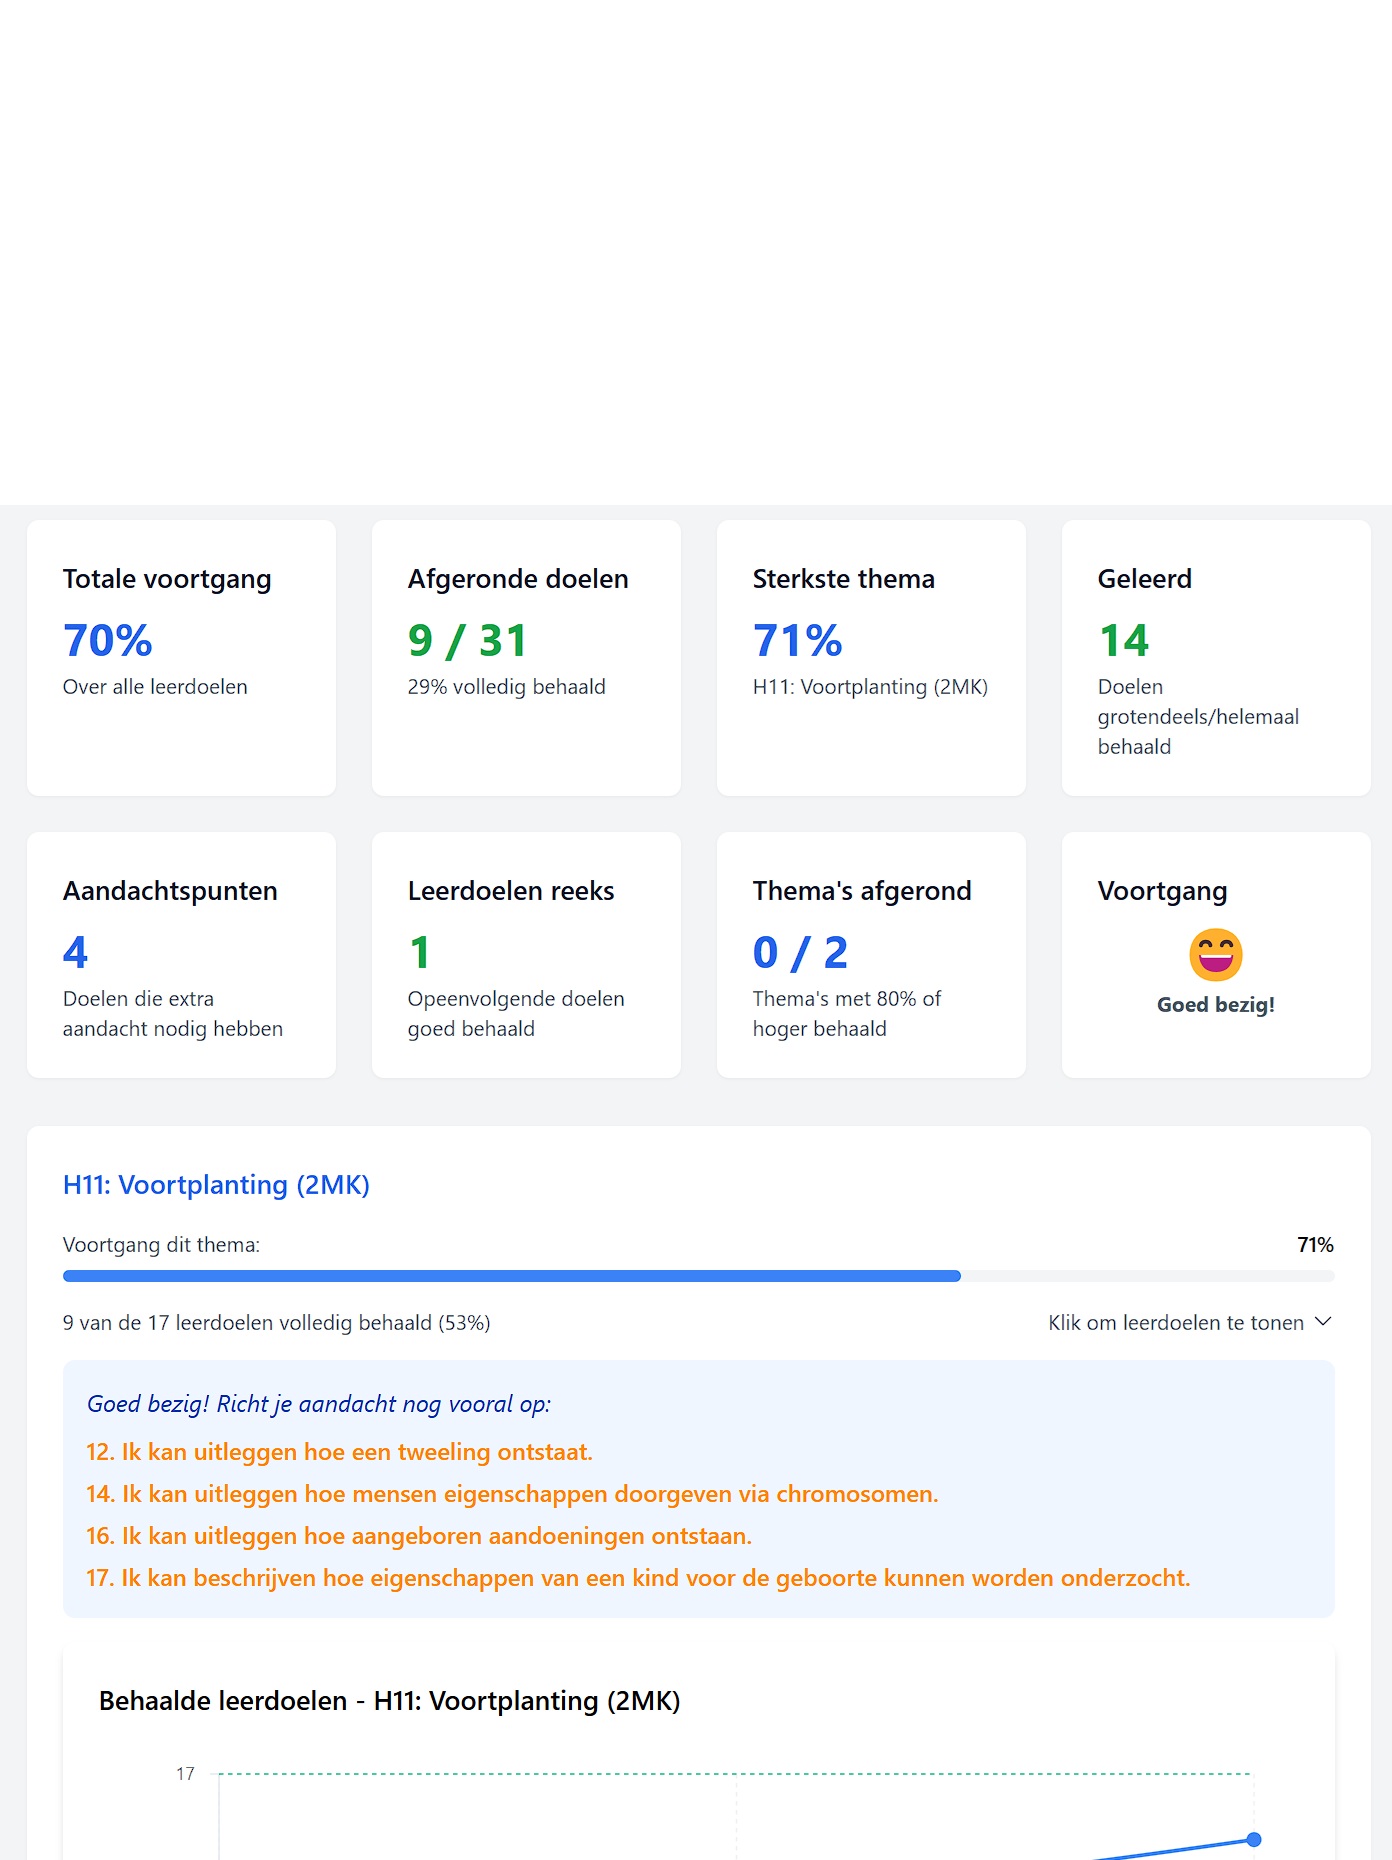 Totale voortgang
70%
Over alle leerdoelen
Afgeronde doelen
9 / 31
29% volledig behaald
Sterkste thema
71%
H11: Voortplanting (2MK)
Geleerd
14
Doelen
grotendeels/helemaal
behaald
Aandachtspunten
4
Doelen die extra
aandacht nodig hebben
Leerdoelen reeks
1
Opeenvolgende doelen
goed behaald
Thema's afgerond
0 / 2
Thema's met 80% of
hoger behaald
Voortgang
Goed bezig!
H11: Voortplanting (2MK)
Voortgang dit thema:
71%
9 van de 17 leerdoelen volledig behaald (53%)
Klik om leerdoelen te tonen
Goed bezig! Richt je aandacht nog vooral op:
12. Ik kan uitleggen hoe een tweeling ontstaat.
14. Ik kan uitleggen hoe mensen eigenschappen doorgeven via chromosomen.
16. Ik kan uitleggen hoe aangeboren aandoeningen ontstaan.
17. Ik kan beschrijven hoe eigenschappen van een kind voor de geboorte kunnen worden onderzocht.
Behaalde leerdoelen - H11: Voortplanting (2MK)
17